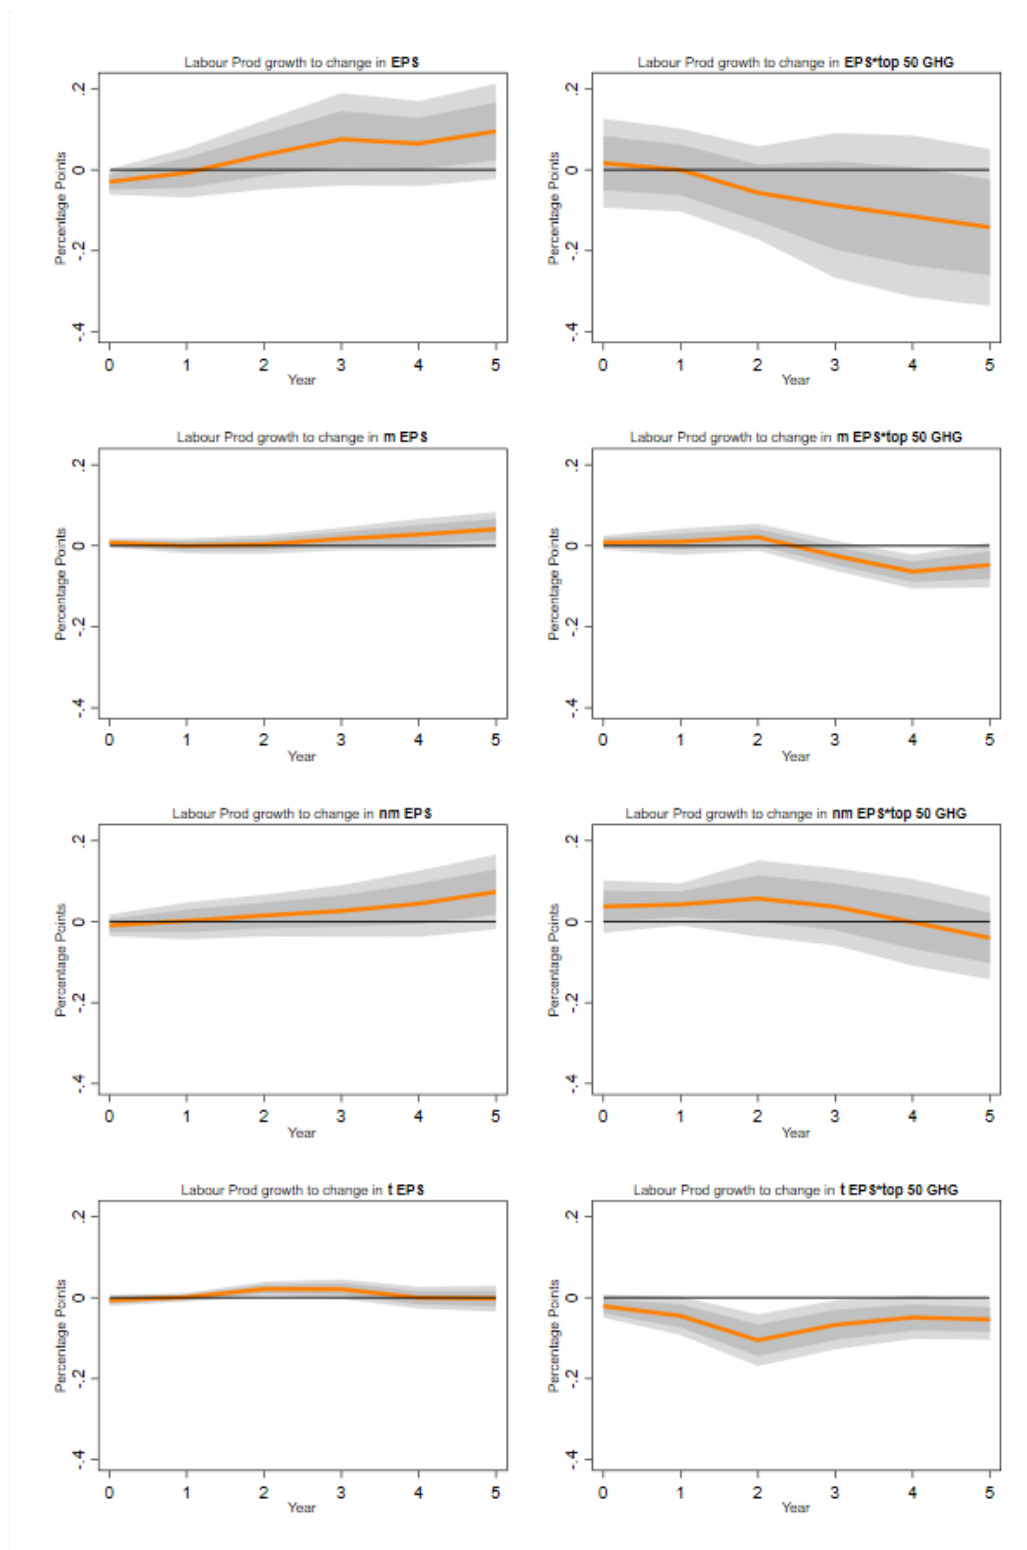 Labour Prod growth to change in EPS
Percentage Points
.2
0
-.2
-.4
0 1 2 3 4 5
Year
Labour Prod growth to change in EPS*top 50 GHG
Percentage Points
.2
0
-.2
-.4
0 1 2 3 4 5
Year
Labour Prod growth to change in m EPS
Percentage Points
.2
0
-.2
-.4
0 1 2 3 4 5
Year
Labour Prod growth to change in m EPS*top 50 GHG
Percentage Points
.2
0
-.2
-.4
0 1 2 3 4 5
Year
Labour Prod growth to change in nm EPS
Percentage Points
.2
0
-.2
-.4
0 1 2 3 4 5
Year
Labour Prod growth to change in nm EPS*top 50 GHG
Percentage Points
.2
0
-.2
-.4
0 1 2 3 4 5
Year
Labour Prod growth to change in t EPS
Percentage Points
.2
0
-.2
-.4
0 1 2 3 4 5
Year
Labour Prod growth to change in t EPS*top 50 GHG
Percentage Points
.2
0
-.2
-.4
0 1 2 3 4 5
Year